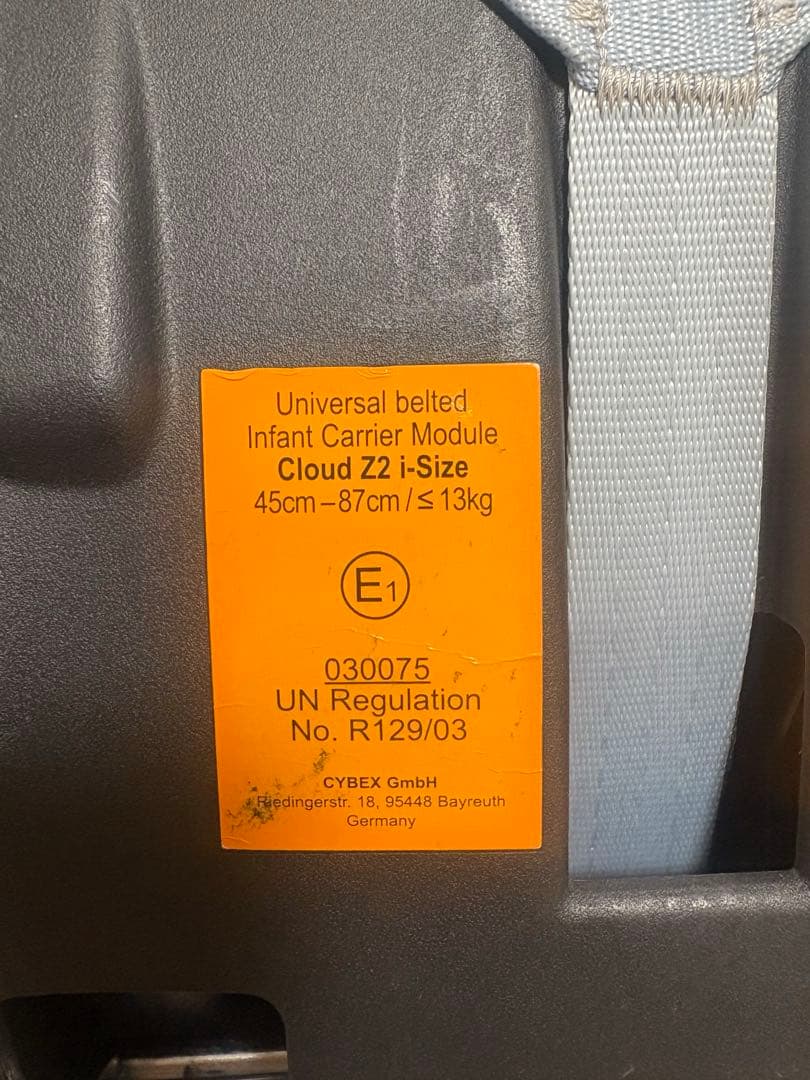 Universal belted
Infant Carrier Module
Cloud Z2 i-Size
45cm – 87cm / ≤ 13kg
E1
030075
UN Regulation
No. R129/03
CYBEX GmbH
Riedingerstr. 18, 95448 Bayreuth
Germany